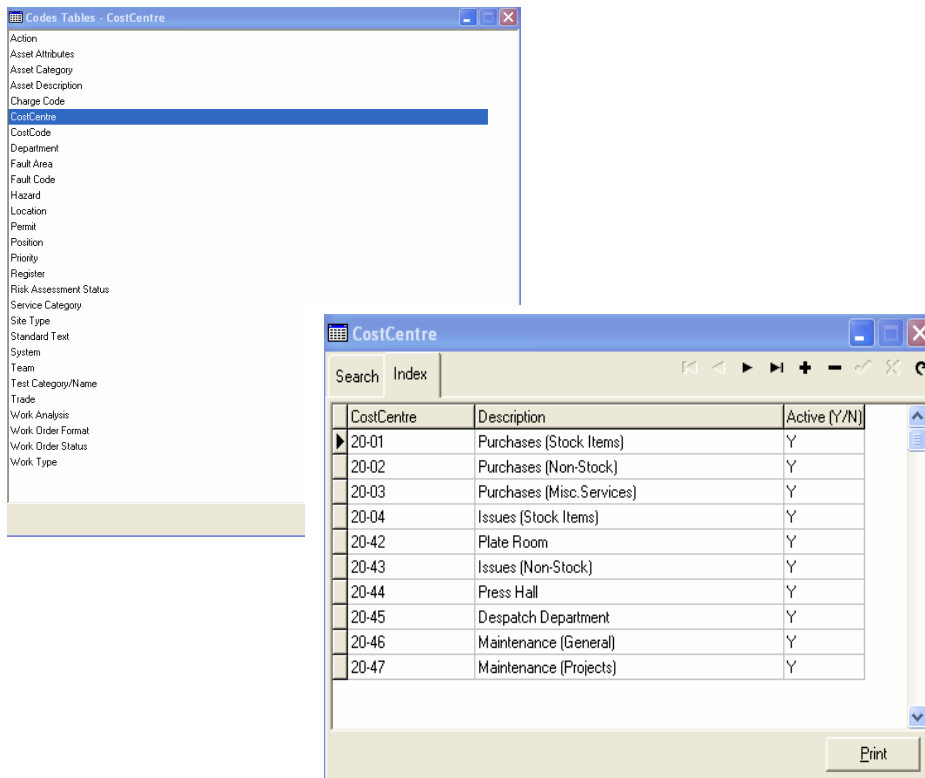 Codes Tables - CostCentre
Action
Asset Attributes
Asset Category
Asset Description
Charge Code
CostCentre
CostCode
Department
Fault Area
Fault Code
Hazard
Location
Permit
Position
Priority
Register
Risk Assessment Status
Service Category
Site Type
Standard Text
System
Team
Test Category/Name
Trade
Work Analysis
Work Order Format
Work Order Status
Work Type
CostCentre
Search Index
CostCentre Description Active (Y/N)
20-01 Purchases (Stock Items) Y
20-02 Purchases (Non-Stock) Y
20-03 Purchases (Misc.Services) Y
20-04 Issues (Stock Items) Y
20-42 Plate Room Y
20-43 Issues (Non-Stock) Y
20-44 Press Hall Y
20-45 Despatch Department Y
20-46 Maintenance (General) Y
20-47 Maintenance (Projects) Y
Print